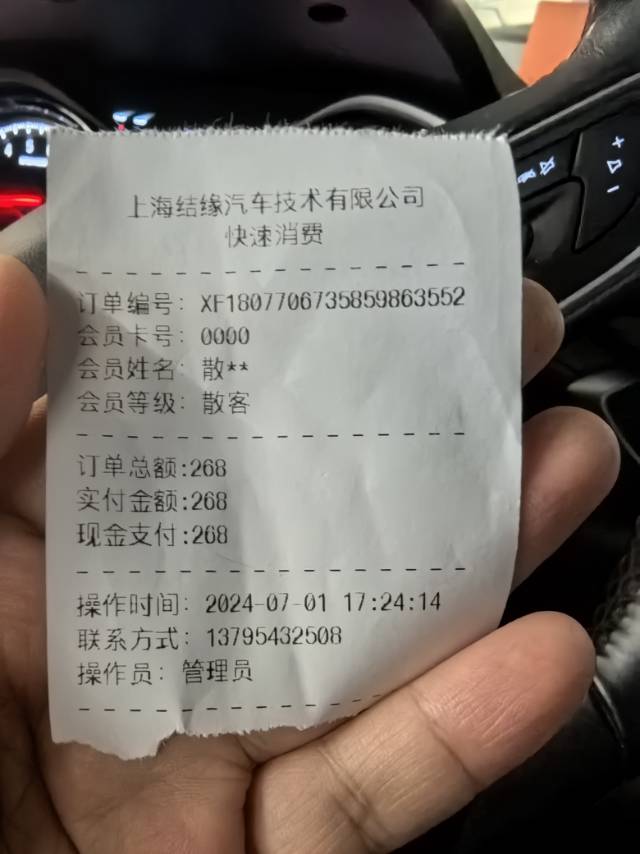 上海结缘汽车技术有限公司
快速消费
订单编号: XF1807706735859863552
会员卡号: 0000
会员姓名: 散**
会员等级: 散客
订单总额:268
实付金额:268
现金支付:268
操作时间: 2024-07-01 17:24:14
联系方式: 13795432508
操作员: 管理员